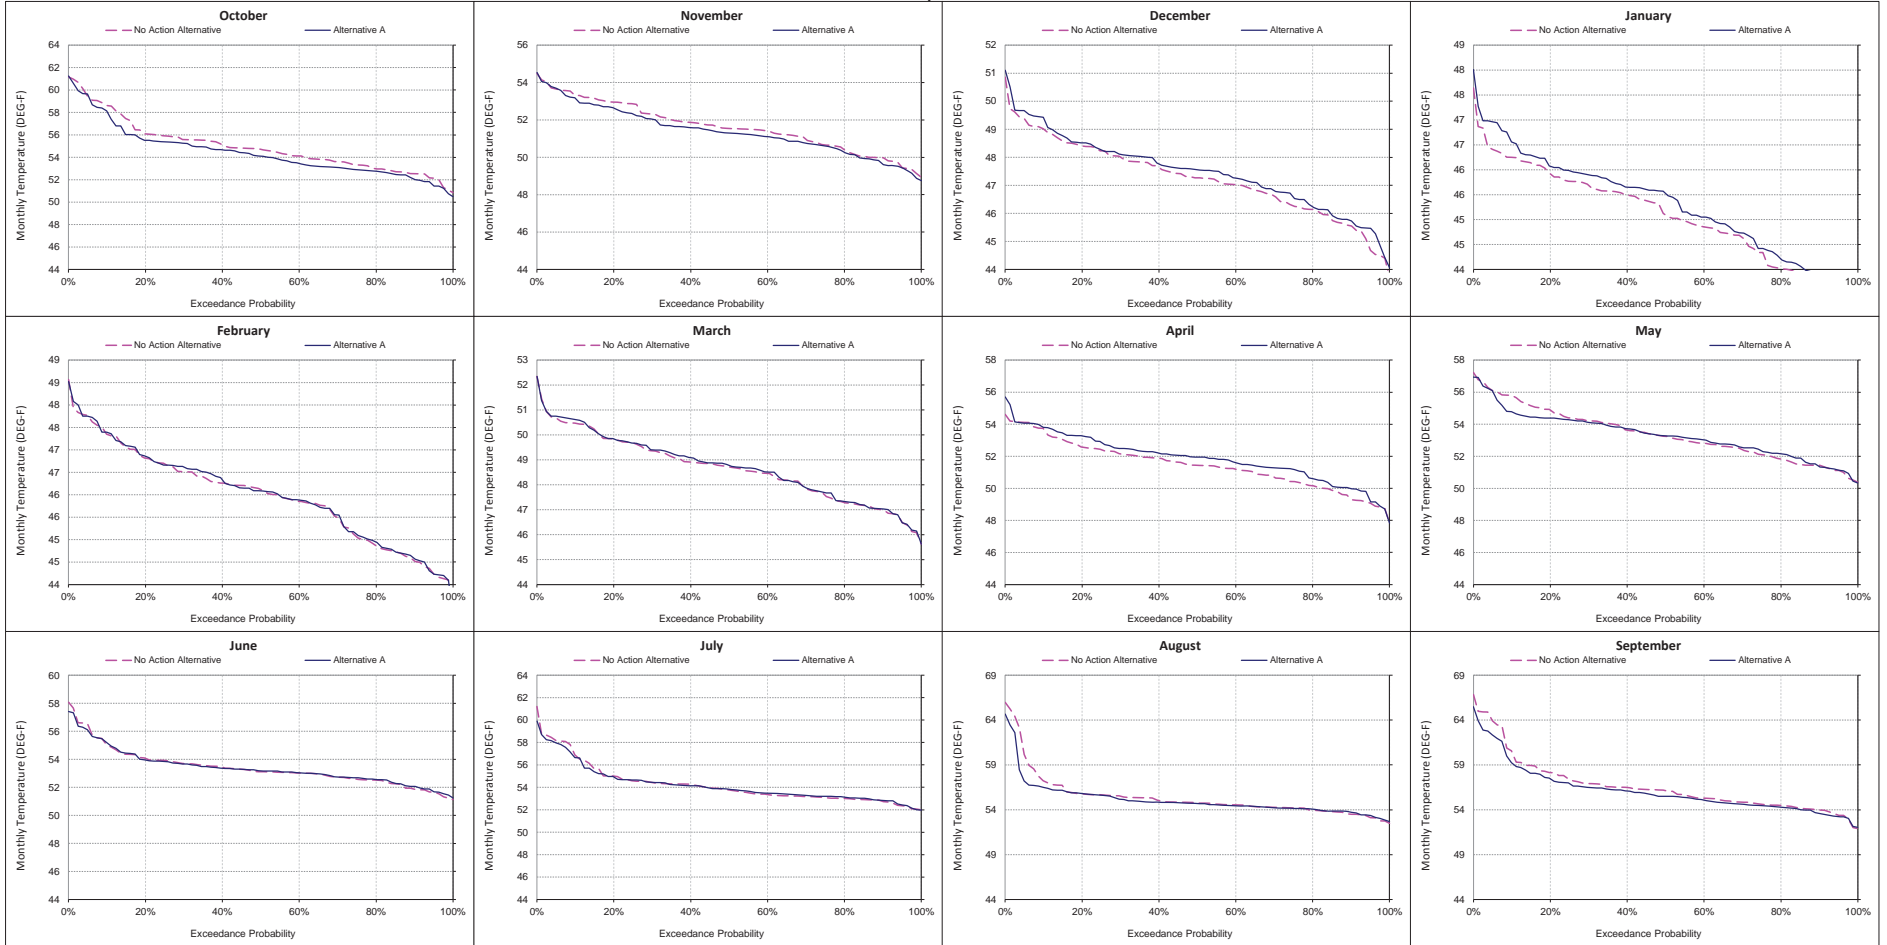 October
No Action Alternative Alternative A
Monthly Temperature (DEG-F)
64
62
60
58
56
54
52
50
48
46
44
0% 20% 40% 60% 80% 100%
Exceedance Probability
November
No Action Alternative Alternative A
Monthly Temperature (DEG-F)
56
54
52
50
48
46
44
0% 20% 40% 60% 80% 100%
Exceedance Probability
December
No Action Alternative Alternative A
Monthly Temperature (DEG-F)
52
51
50
49
48
47
46
45
44
0% 20% 40% 60% 80% 100%
Exceedance Probability
January
No Action Alternative Alternative A
Monthly Temperature (DEG-F)
49
48
48
47
46
46
45
45
44
0% 20% 40% 60% 80% 100%
Exceedance Probability
February
No Action Alternative Alternative A
Monthly Temperature (DEG-F)
49
49
48
48
47
47
46
46
45
45
44
0% 20% 40% 60% 80% 100%
Exceedance Probability
March
No Action Alternative Alternative A
Monthly Temperature (DEG-F)
53
52
51
50
49
48
47
46
45
44
0% 20% 40% 60% 80% 100%
Exceedance Probability
April
No Action Alternative Alternative A
Monthly Temperature (DEG-F)
58
56
54
52
50
48
46
44
0% 20% 40% 60% 80% 100%
Exceedance Probability
May
No Action Alternative Alternative A
Monthly Temperature (DEG-F)
58
56
54
52
50
48
46
44
0% 20% 40% 60% 80% 100%
Exceedance Probability
June
No Action Alternative Alternative A
Monthly Temperature (DEG-F)
60
58
56
54
52
50
48
46
44
0% 20% 40% 60% 80% 100%
Exceedance Probability
July
No Action Alternative Alternative A
Monthly Temperature (DEG-F)
64
62
60
58
56
54
52
50
48
46
44
0% 20% 40% 60% 80% 100%
Exceedance Probability
August
No Action Alternative Alternative A
Monthly Temperature (DEG-F)
69
64
59
54
49
44
0% 20% 40% 60% 80% 100%
Exceedance Probability
September
No Action Alternative Alternative A
Monthly Temperature (DEG-F)
69
64
59
54
49
44
0% 20% 40% 60% 80% 100%
Exceedance Probability